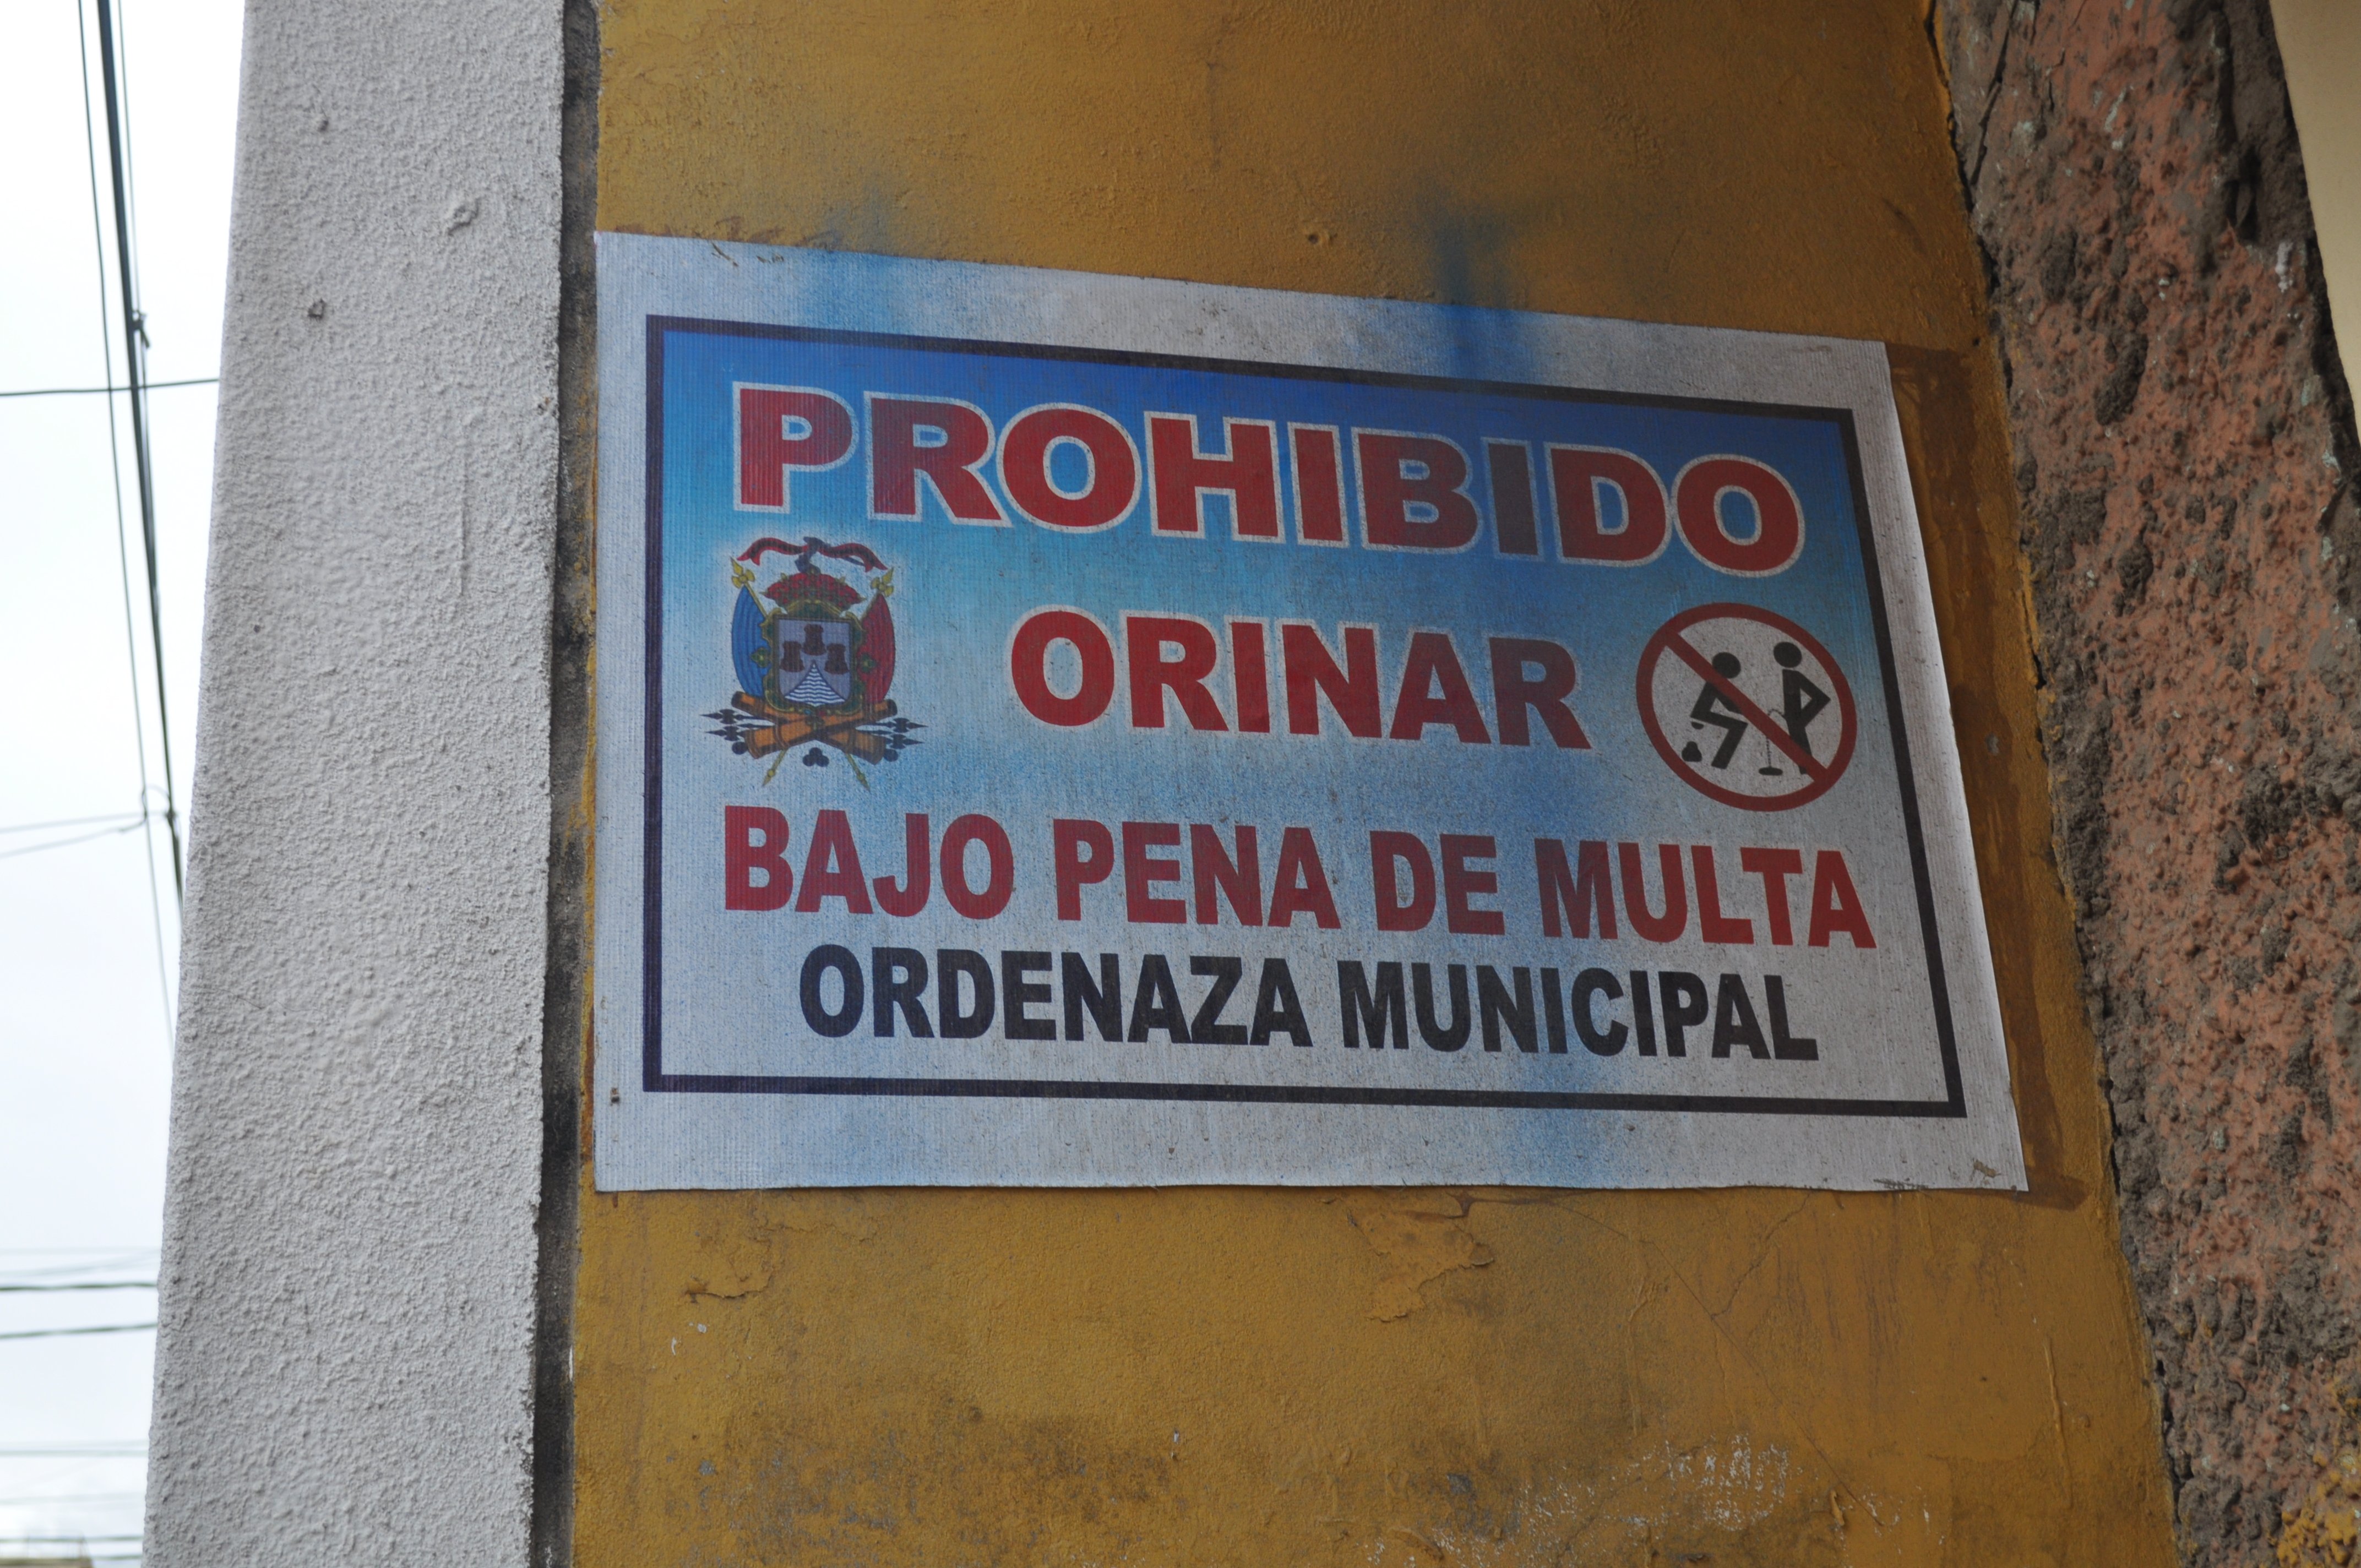 PROHIBIDO
ORINAR
BAJO PENA DE MULTA
ORDENAZA MUNICIPAL